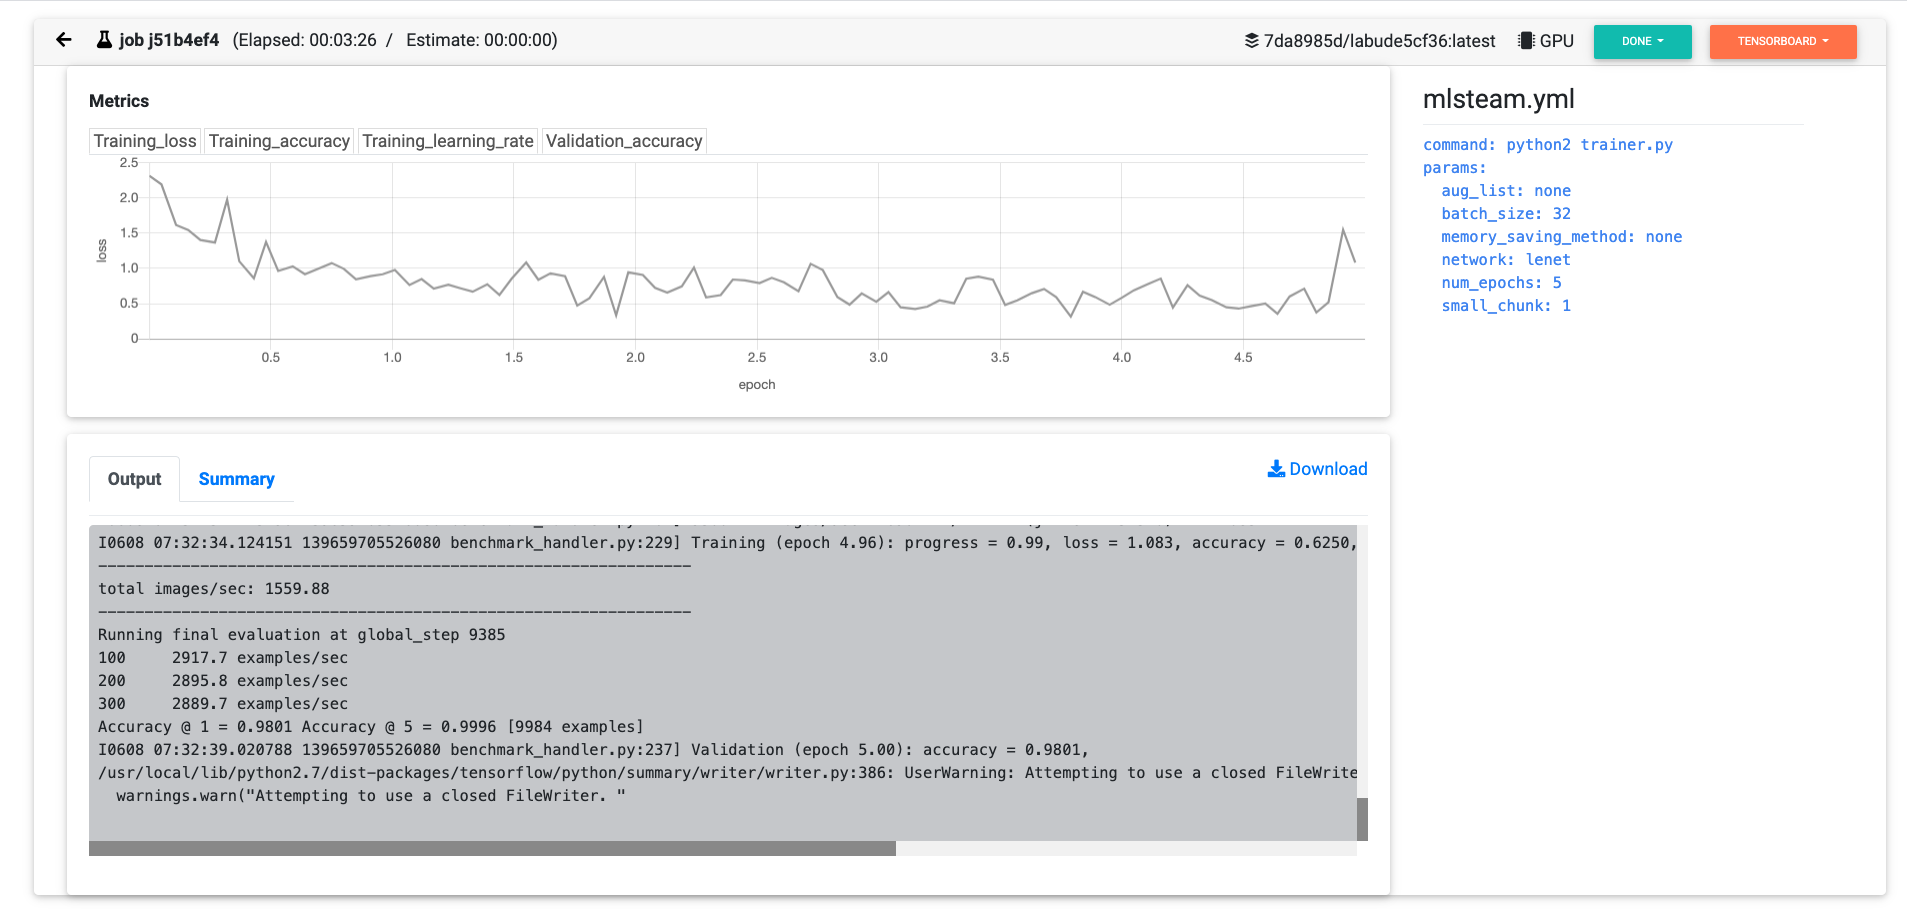 job j51b4ef4 (Elapsed: 00:03:26 / Estimate: 00:00:00) 7da8985d/labude5cf36:latest GPU DONE TENSORBOARD
Metrics
Training_loss Training_accuracy Training_learning_rate Validation_accuracy
2.5
2.0
1.5
1.0
0.5
0
loss
0.5 1.0 1.5 2.0 2.5 3.0 3.5 4.0 4.5
epoch
Output Summary Download
I0608 07:32:34.124151 139659705526080 benchmark_handler.py:229] Training (epoch 4.96): progress = 0.99, loss = 1.083, accuracy = 0.6250,
----------------------------------------------------------------
total images/sec: 1559.88
----------------------------------------------------------------
Running final evaluation at global_step 9385
100 2917.7 examples/sec
200 2895.8 examples/sec
300 2889.7 examples/sec
Accuracy @ 1 = 0.9801 Accuracy @ 5 = 0.9996 [9984 examples]
I0608 07:32:39.020788 139659705526080 benchmark_handler.py:237] Validation (epoch 5.00): accuracy = 0.9801,
/usr/local/lib/python2.7/dist-packages/tensorflow/python/summary/writer/writer.py:386: UserWarning: Attempting to use a closed FileWrite
warnings.warn("Attempting to use a closed FileWriter. "
mlsteam.yml
command: python2 trainer.py
params:
aug_list: none
batch_size: 32
memory_saving_method: none
network: lenet
num_epochs: 5
small_chunk: 1